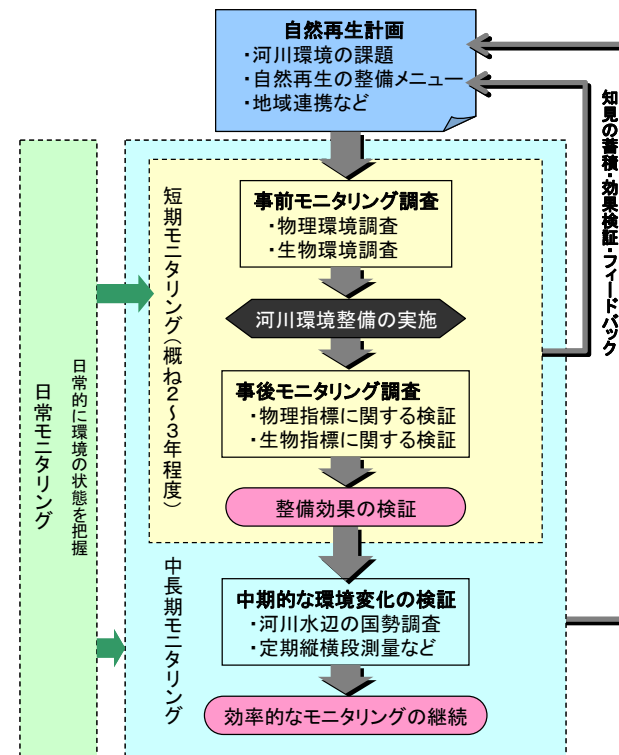 自然再生計画
・河川環境の課題
・自然再生の整備メニュー
・地域連携など
知見の蓄積・効果検証・フィードバック
短期モニタリング(概ね2~3年程度)
事前モニタリング調査
・物理環境調査
・生物環境調査
河川環境整備の実施
事後モニタリング調査
・物理指標に関する検証
・生物指標に関する検証
整備効果の検証
日常的に環境の状態を把握
日常モニタリング
中長期モニタリング
中期的な環境変化の検証
・河川水辺の国勢調査
・定期縦横段測量など
効率的なモニタリングの継続